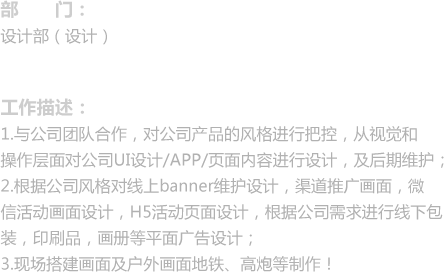 部　　门：
设计部（设计）
工作描述：
1.与公司团队合作，对公司产品的风格进行把控，从视觉和
操作层面对公司UI设计/APP/页面内容进行设计，及后期维护；
2.根据公司风格对线上banner维护设计，渠道推广画面，微
信活动画面设计，H5活动页面设计，根据公司需求进行线下包
装，印刷品，画册等平面广告设计；
3.现场搭建画面及户外画面地铁、高炮等制作！